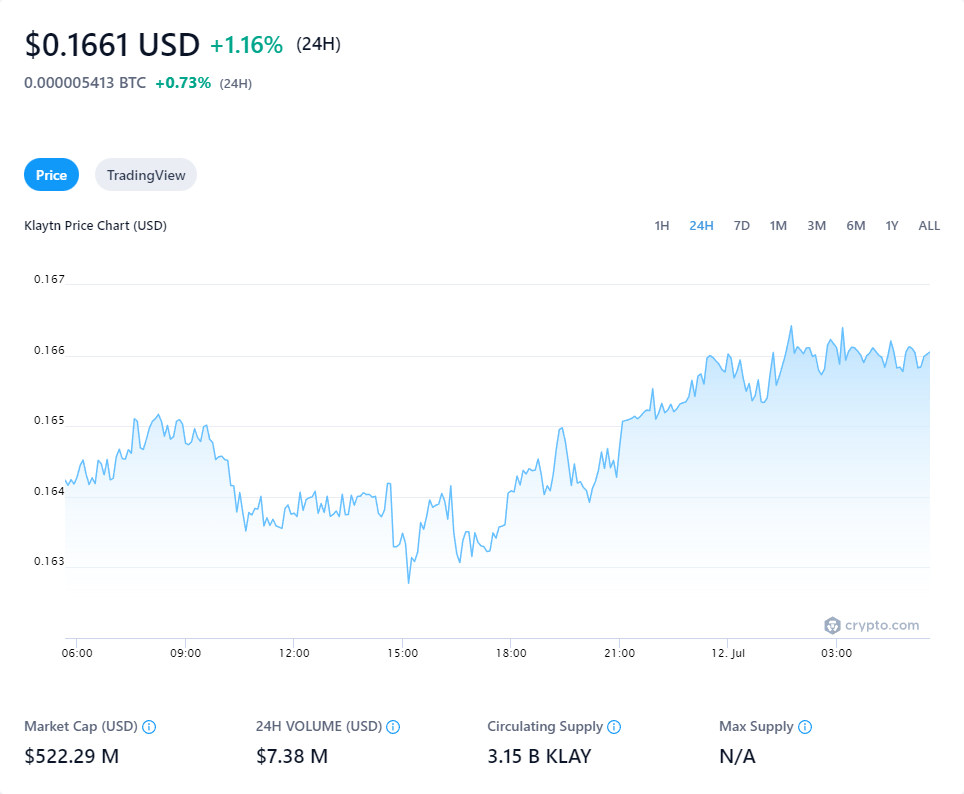 $0.1661 USD +1.16% (24H)
0.000005413 BTC +0.73% (24H)
Price TradingView
Klaytn Price Chart (USD) 1H 24H 7D 1M 3M 6M 1Y ALL
0.167
0.166
0.165
0.164
0.163
crypto.com
06:00 09:00 12:00 15:00 18:00 21:00 12. Jul 03:00
Market Cap (USD) 24H VOLUME (USD) Circulating Supply Max Supply
$522.29 M $7.38 M 3.15 B KLAY N/A